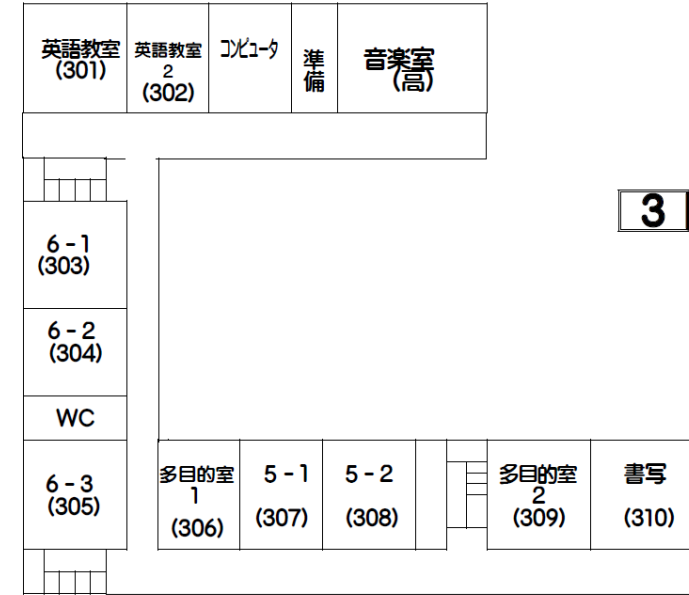 英語教室
(301)
英語教室
2
(302)
コンピュータ
準
備
音楽室
(高)
3
6-1
(303)
6-2
(304)
WC
6-3
(305)
多目的室
1
(306)
5-1
(307)
5-2
(308)
多目的室
2
(309)
書写
(310)